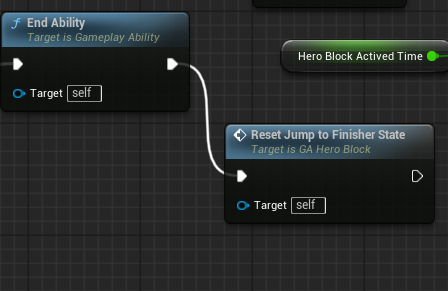 End Ability
Target is Gameplay Ability
Target self
Hero Block Actived Time
Reset Jump to Finisher State
Target is GA Hero Block
Target self